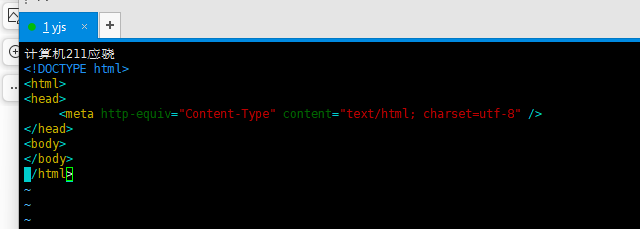 1 yjs × +
计算机211应骁
<!DOCTYPE html>
<html>
<head>
<meta http-equiv="Content-Type" content="text/html; charset=utf-8" />
</head>
<body>
</body>
</html>
~
~
~